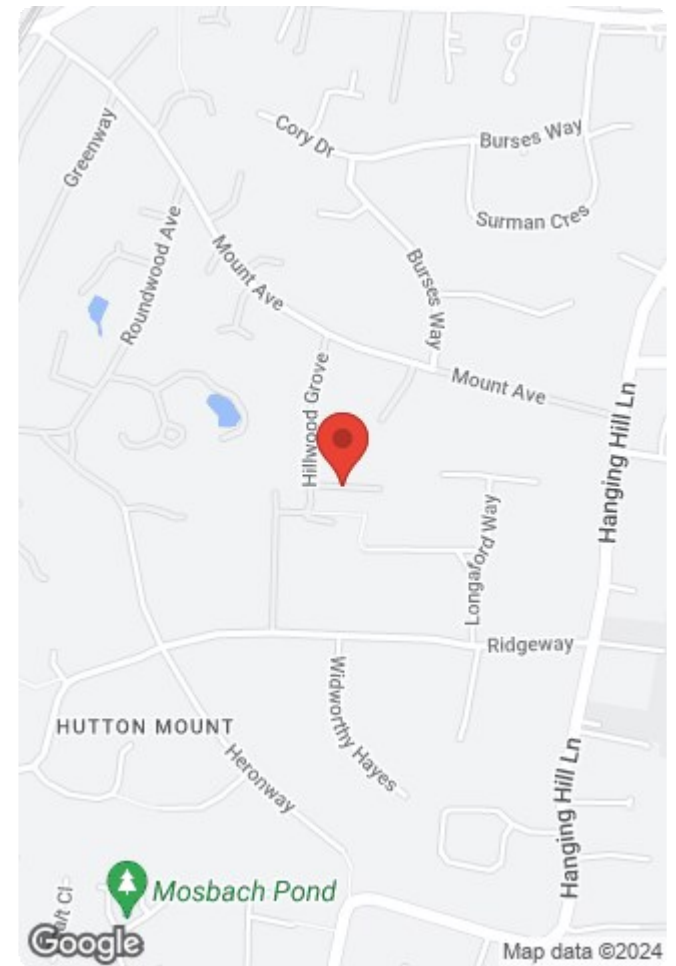 Greenway
Cory Dr
Burses Way
Surman Cres
Roundwood Ave
Mount Ave
Burses Way
Mount Ave
Hillwood Grove
Hanging Hill Ln
Longaford Way
Ridgeway
Widworthy Hayes
HUTTON MOUNT
Heronway
Hanging Hill Ln
Mosbach Pond
Cl
Google
Map data ©2024